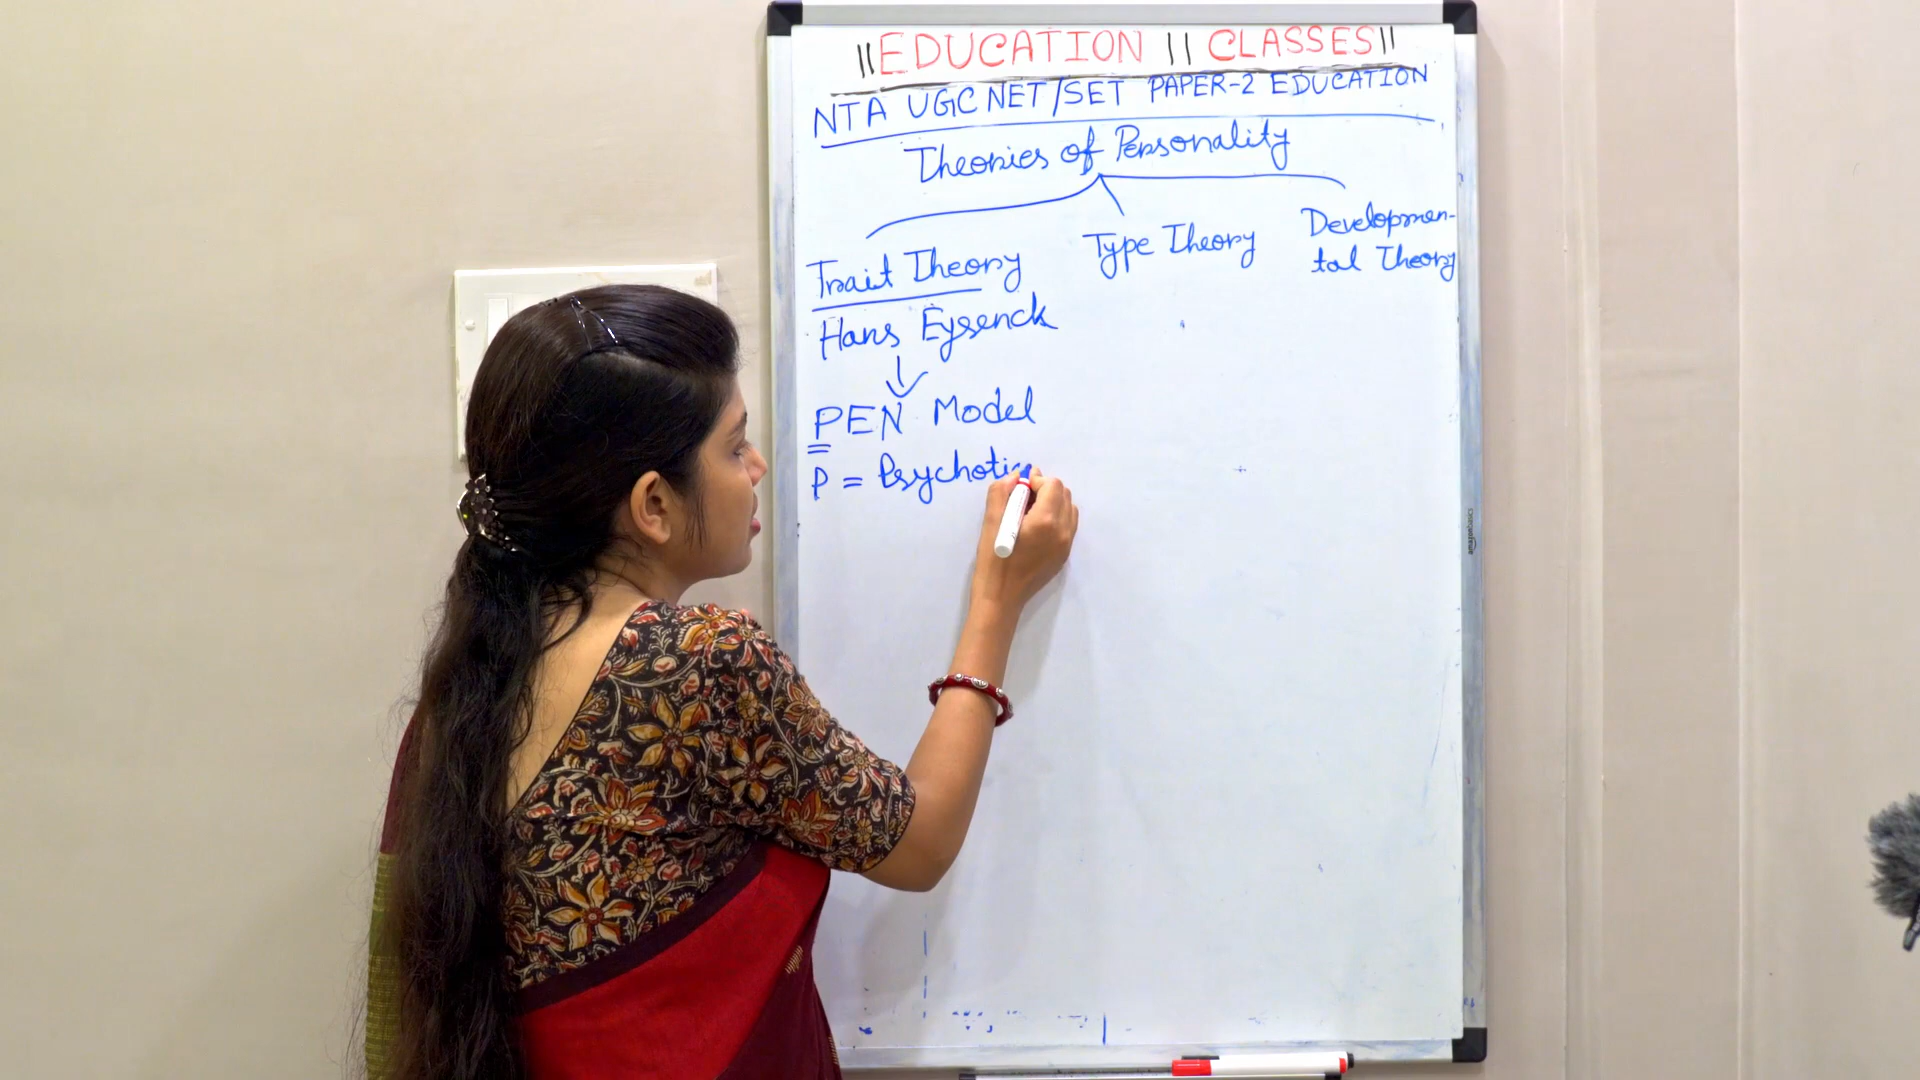 ||EDUCATION || CLASSES||
NTA UGC NET/SET PAPER-2 EDUCATION
Theories of Personality
Trait Theory
Type Theory
Developmen-
tal Theory
Hans Eysenck
PEN Model
P = Psychotic